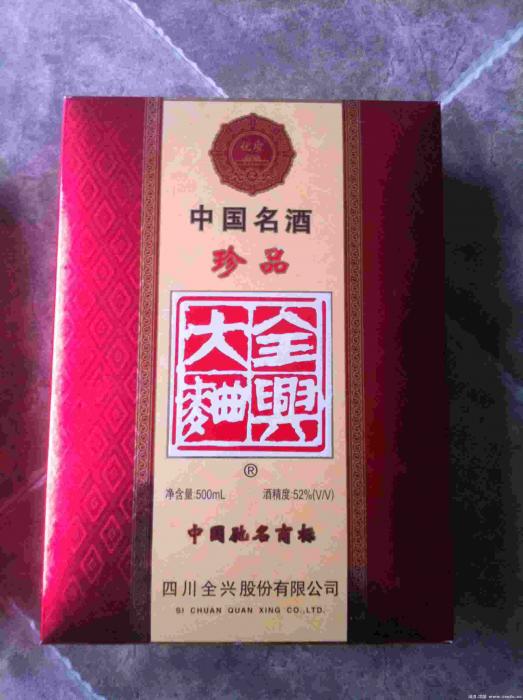 中国名酒
珍品
全興大麯
®
净含量:500mL 酒精度:52%(V/V)
中国驰名商标
四川全兴股份有限公司
SI CHUAN QUAN XING CO.,LTD.